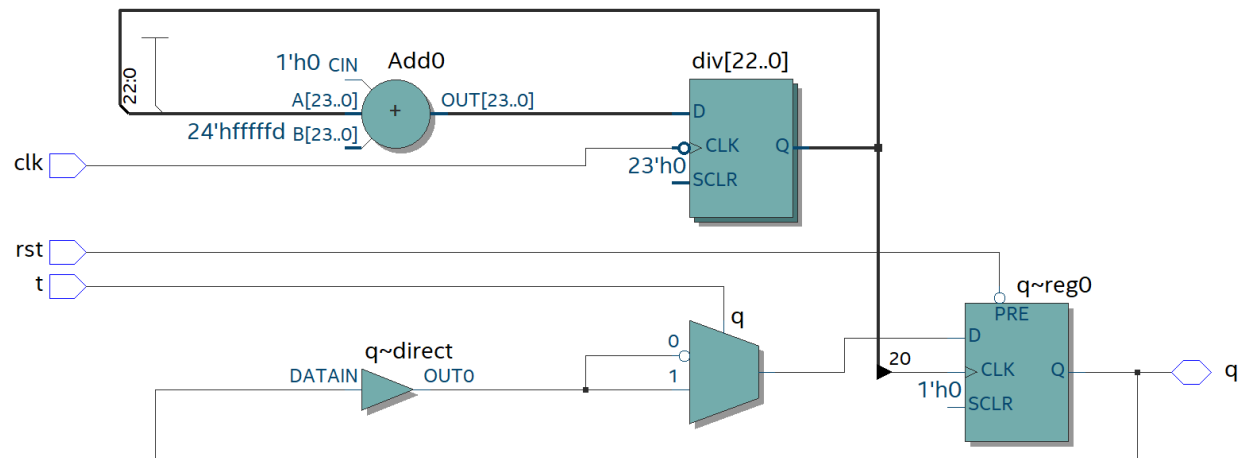 1'h0 CIN
Add0
div[22..0]
22:0
A[23..0]
OUT[23..0]
D
24'hfffffd B[23..0]
clk
CLK
Q
23'h0
SCLR
rst
t
q~reg0
q
PRE
D
0
q~direct
20
DATAIN
OUT0
1
CLK
Q
q
1'h0
SCLR